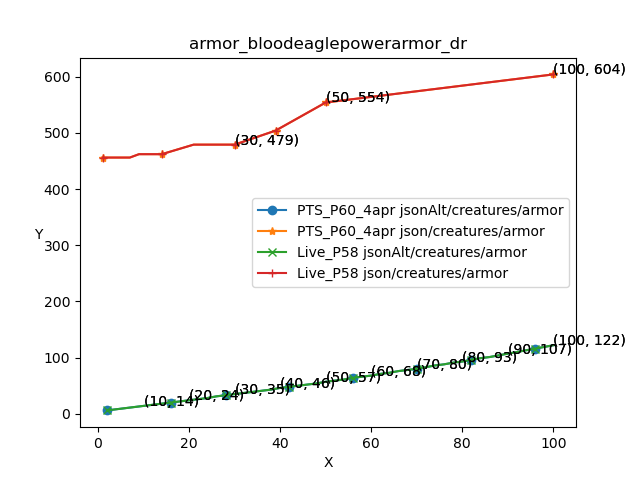 armor_bloodeaglepowerarmor_dr
600
500
400
300
200
100
0
Y
(100, 604)
(50, 554)
(30, 479)
PTS_P60_4apr jsonAlt/creatures/armor
PTS_P60_4apr json/creatures/armor
Live_P58 jsonAlt/creatures/armor
Live_P58 json/creatures/armor
(100, 122)
(90, 107)
(80, 93)
(70, 80)
(60, 68)
(50, 57)
(40, 46)
(30, 35)
(20, 24)
(10, 14)
0 20 40 60 80 100
X